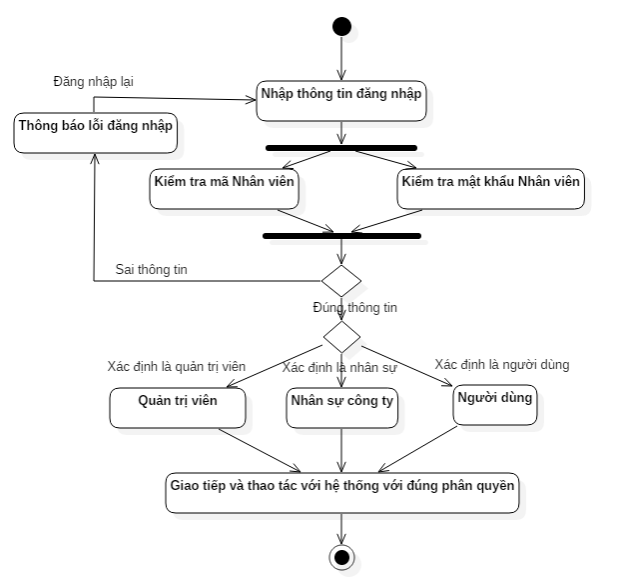 Đăng nhập lại
Nhập thông tin đăng nhập
Thông báo lỗi đăng nhập
Kiểm tra mã Nhân viên
Kiểm tra mật khẩu Nhân viên
Sai thông tin
Đúng thông tin
Xác định là quản trị viên
Xác định là nhân sự
Xác định là người dùng
Quản trị viên
Nhân sự công ty
Người dùng
Giao tiếp và thao tác với hệ thống với đúng phân quyền